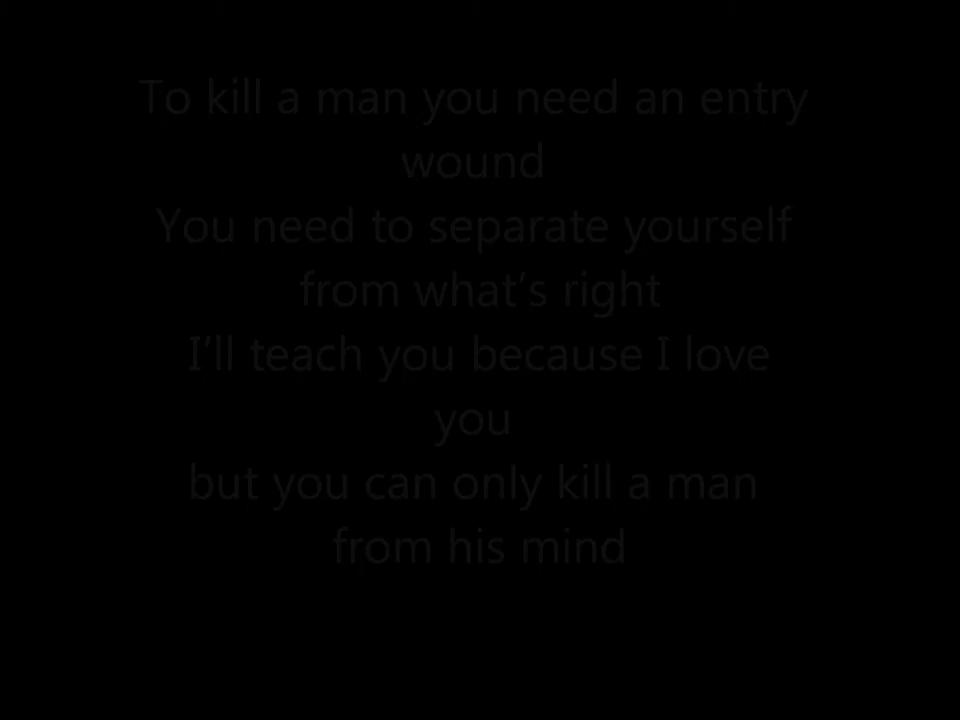 To kill a man you need an entry
wound
You need to separate yourself
from what’s right
I’ll teach you because I love
you
but you can only kill a man
from his mind